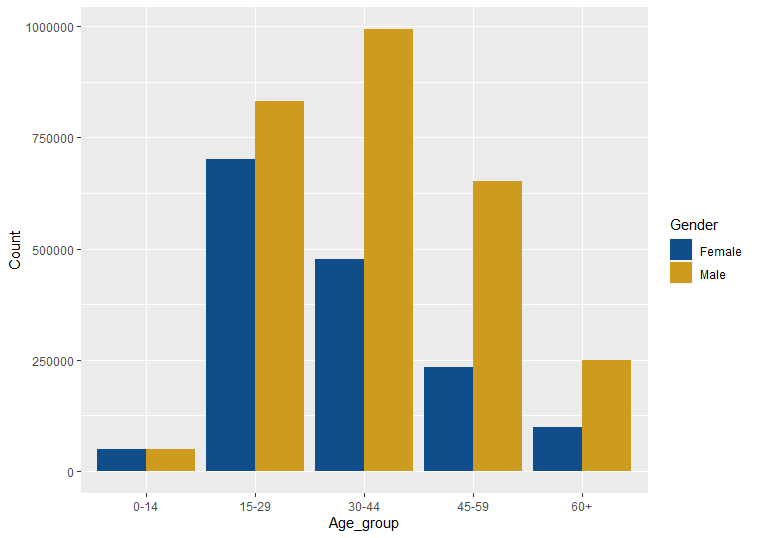 1000000
750000
500000
250000
0
Count
0-14 15-29 30-44 45-59 60+
Age_group
Gender
Female
Male